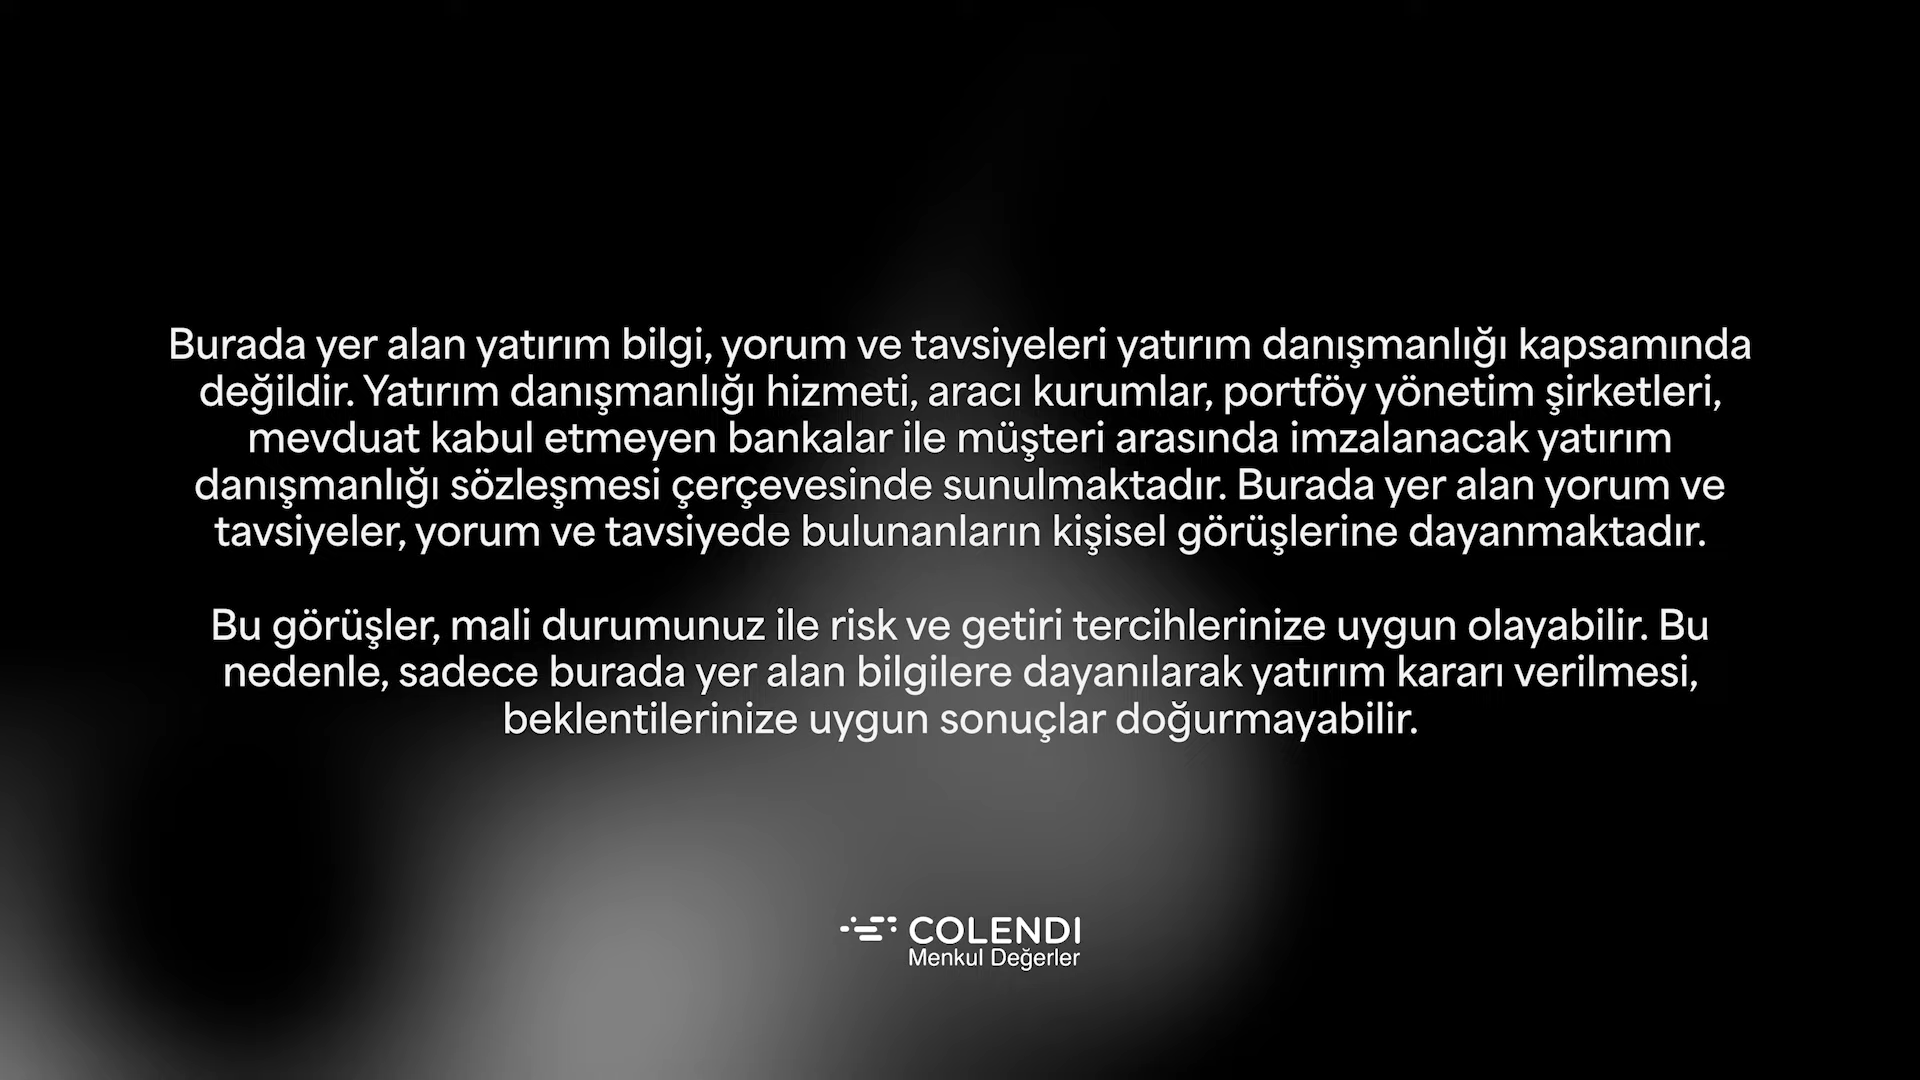 Burada yer alan yatırım bilgi, yorum ve tavsiyeleri yatırım danışmanlığı kapsamında
değildir. Yatırım danışmanlığı hizmeti, aracı kurumlar, portföy yönetim şirketleri,
mevduat kabul etmeyen bankalar ile müşteri arasında imzalanacak yatırım
danışmanlığı sözleşmesi çerçevesinde sunulmaktadır. Burada yer alan yorum ve
tavsiyeler, yorum ve tavsiyede bulunanların kişisel görüşlerine dayanmaktadır.
Bu görüşler, mali durumunuz ile risk ve getiri tercihlerinize uygun olayabilir. Bu
nedenle, sadece burada yer alan bilgilere dayanılarak yatırım kararı verilmesi,
beklentilerinize uygun sonuçlar doğurmayabilir.
COLENDI
Menkul Değerler